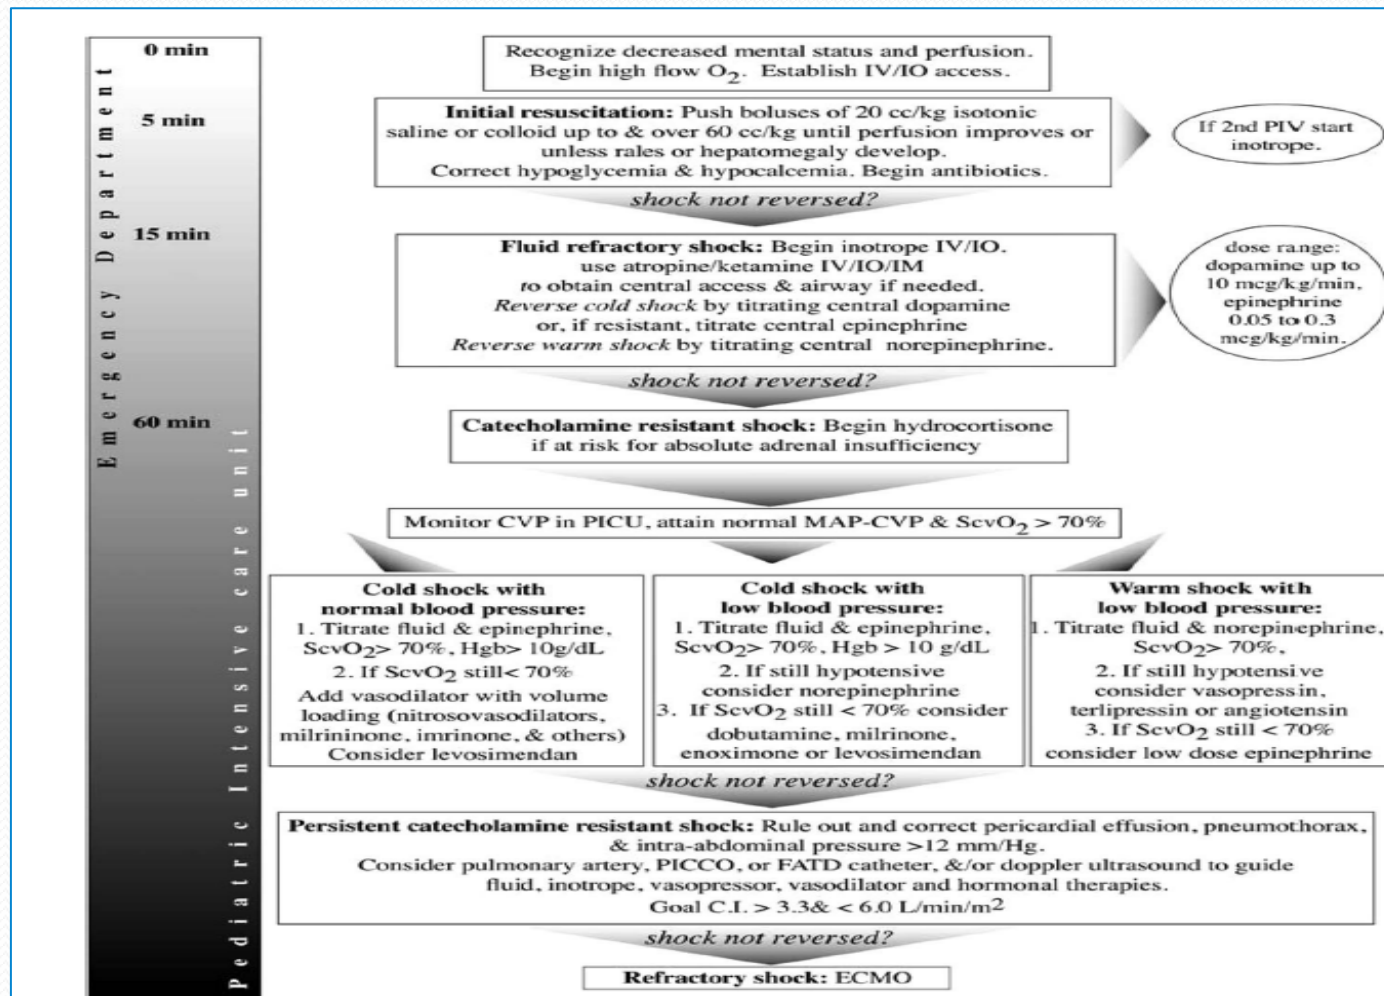 0 min
Recognize decreased mental status and perfusion.
Begin high flow O2. Establish IV/IO access.
5 min
Initial resuscitation: Push boluses of 20 cc/kg isotonic
saline or colloid up to & over 60 cc/kg until perfusion improves or
unless rales or hepatomegaly develop.
Correct hypoglycemia & hypocalcemia. Begin antibiotics.
If 2nd PIV start
inotrope.
shock not reversed?
15 min
Fluid refractory shock: Begin inotrope IV/IO.
use atropine/ketamine IV/IO/IM
to obtain central access & airway if needed.
Reverse cold shock by titrating central dopamine
or, if resistant, titrate central epinephrine
Reverse warm shock by titrating central norepinephrine.
dose range:
dopamine up to
10 mcg/kg/min,
epinephrine
0.05 to 0.3
mcg/kg/min.
shock not reversed?
60 min
Catecholamine resistant shock: Begin hydrocortisone
if at risk for absolute adrenal insufficiency
Monitor CVP in PICU, attain normal MAP-CVP & ScvO2 > 70%
Cold shock with
normal blood pressure:
1. Titrate fluid & epinephrine,
ScvO2> 70%, Hgb> 10g/dL
2. If ScvO2 still< 70%
Add vasodilator with volume
loading (nitrosovasodilators,
milrininone, imrinone, & others)
Consider levosimendan
Cold shock with
low blood pressure:
1. Titrate fluid & epinephrine,
ScvO2> 70%, Hgb > 10 g/dL
2. If still hypotensive
consider norepinephrine
3. If ScvO2 still < 70% consider
dobutamine, milrinone,
enoximone or levosimendan
Warm shock with
low blood pressure:
1. Titrate fluid & norepinephrine,
ScvO2> 70%,
2. If still hypotensive
consider vasopressin,
terlipressin or angiotensin
3. If ScvO2 still < 70%
consider low dose epinephrine
shock not reversed?
Persistent catecholamine resistant shock: Rule out and correct pericardial effusion, pneumothorax,
& intra-abdominal pressure >12 mm/Hg.
Consider pulmonary artery, PICCO, or FATD catheter, &/or doppler ultrasound to guide
fluid, inotrope, vasopressor, vasodilator and hormonal therapies.
Goal C.I. > 3.3& < 6.0 L/min/m2
shock not reversed?
Refractory shock: ECMO
Emergency Department
Pediatric Intensive care unit